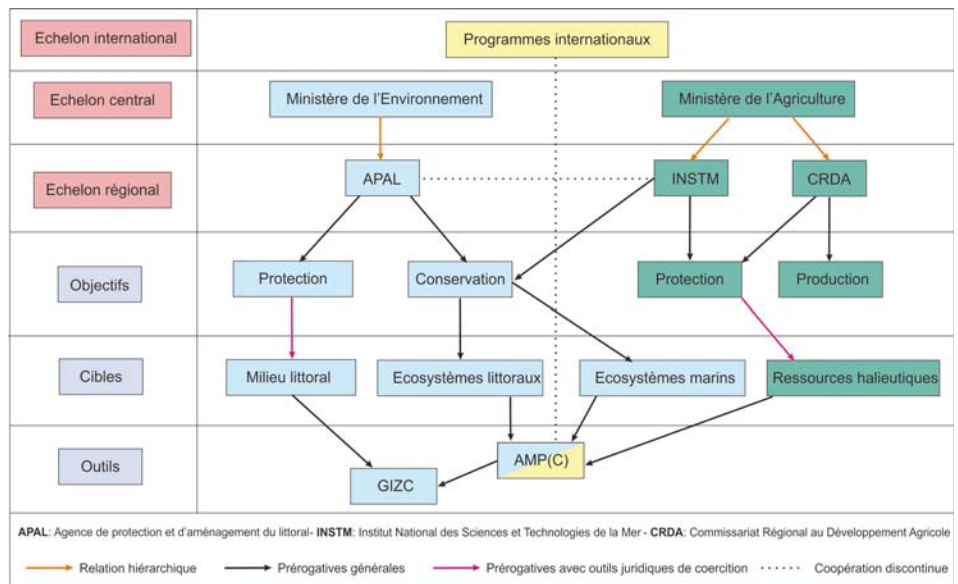 Echelon international
Programmes internationaux
Echelon central
Ministère de l'Environnement
Ministère de l'Agriculture
Echelon régional
APAL
INSTM
CRDA
Objectifs
Protection
Conservation
Protection
Production
Cibles
Milieu littoral
Ecosystèmes littoraux
Ecosystèmes marins
Ressources halieutiques
Outils
AMP(C)
GIZC
APAL: Agence de protection et d'aménagement du littoral- INSTM: Institut National des Sciences et Technologies de la Mer - CRDA: Commissariat Régional au Développement Agricole
Relation hiérarchique
Prérogatives générales
Prérogatives avec outils juridiques de coercition
Coopération discontinue